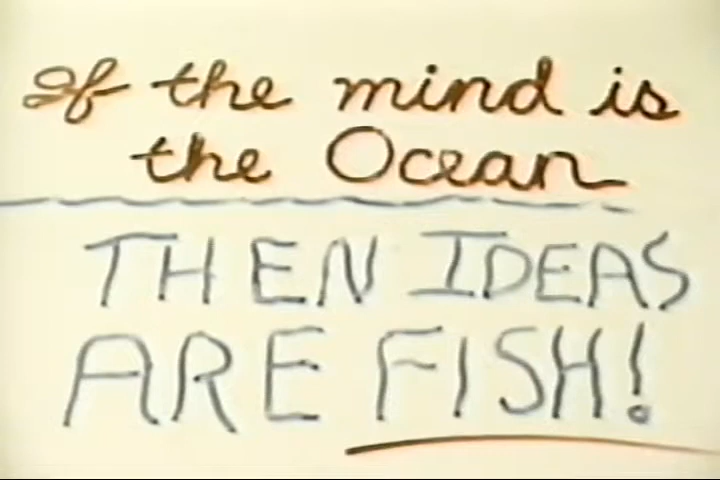 If the mind is
the Ocean
THEN IDEAS
ARE FISH!